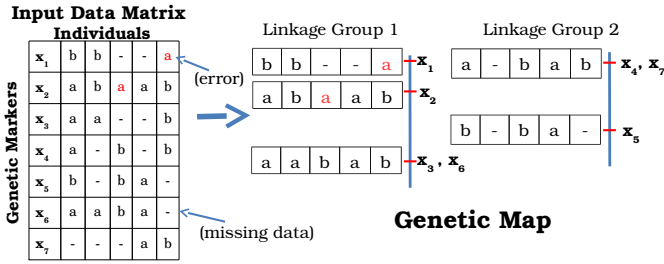 Input Data Matrix
Individuals
Genetic Markers
x1 b b - - a
x2 a b a a b
x3 a a - - b
x4 a - b - b
x5 b - b a -
x6 a a b a -
x7 - - - a b
(error)
(missing data)
Linkage Group 1
b b - - a x1
a b a a b x2
a a b a b x3 , x6
Linkage Group 2
a - b a b x4, x7
b - b a - x5
Genetic Map